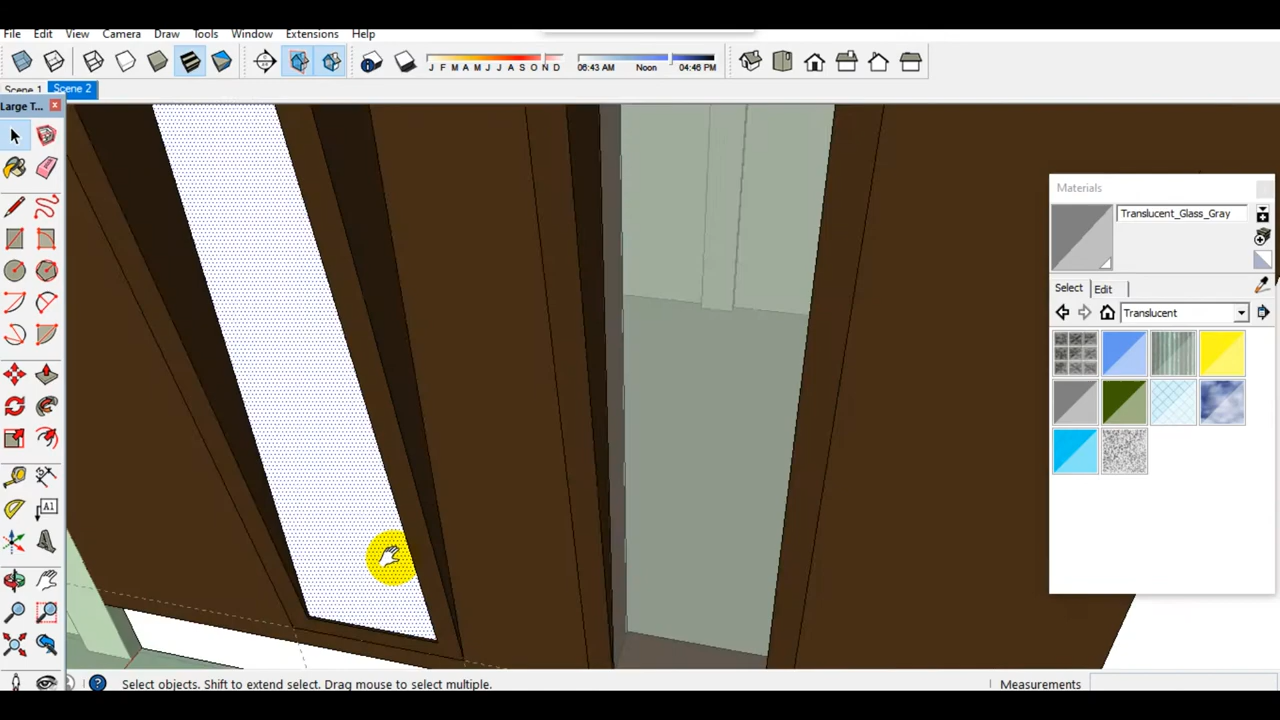 File Edit View Camera Draw Tools Window Extensions Help
J F M A M J J A S O N D
06:43 AM Noon 04:46 PM
Scene 1 Scene 2
Large T...
Materials
Translucent_Glass_Gray
Select Edit
Translucent
A1
Select objects. Shift to extend select. Drag mouse to select multiple.
Measurements